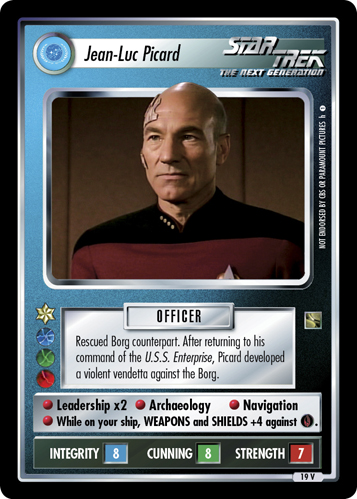 Jean-Luc Picard
STAR TREK
THE NEXT GENERATION
NOT ENDORSED BY CBS OR PARAMOUNT PICTURES
OFFICER
Rescued Borg counterpart. After returning to his
command of the U.S.S. Enterprise, Picard developed
a violent vendetta against the Borg.
• Leadership x2 • Archaeology • Navigation
• While on your ship, WEAPONS and SHIELDS +4 against .
INTEGRITY 8 CUNNING 8 STRENGTH 7
19 V